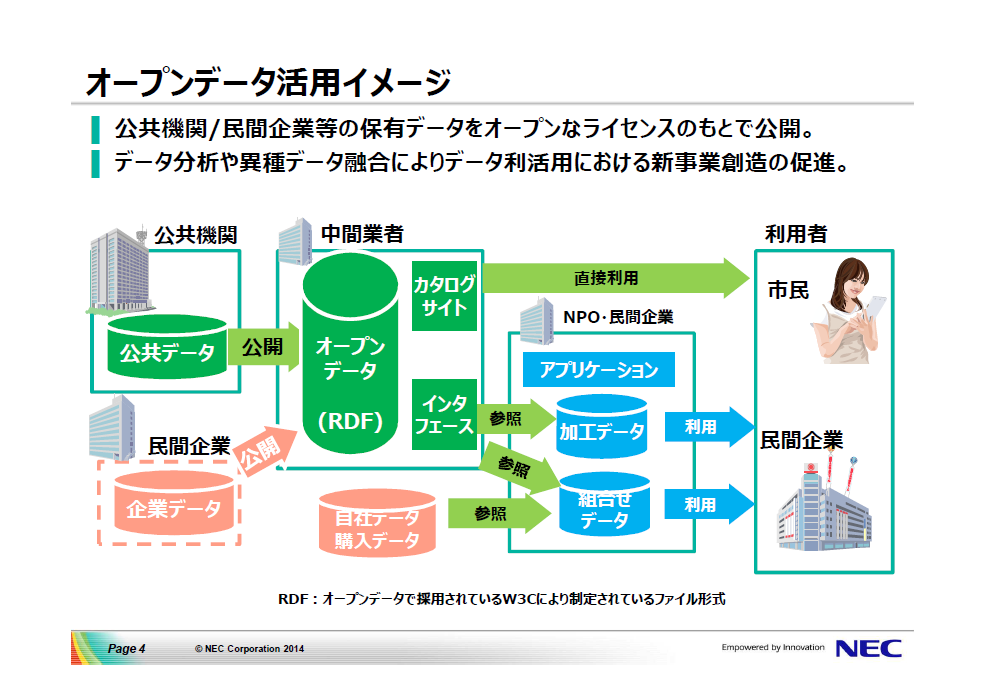 オープンデータ活用イメージ
公共機関/民間企業等の保有データをオープンなライセンスのもとで公開。
データ分析や異種データ融合によりデータ利活用における新事業創造の促進。
公共機関
中間業者
利用者
公共データ
公開
オープン
データ
(RDF)
カタログ
サイト
インタ
フェース
直接利用
市民
NPO・民間企業
アプリケーション
参照
加工データ
利用
民間企業
公開
企業データ
参照
組合せ
データ
利用
民間企業
自社データ
購入データ
参照
RDF：オープンデータで採用されているW3Cにより制定されているファイル形式
Page 4
© NEC Corporation 2014
Empowered by Innovation
NEC